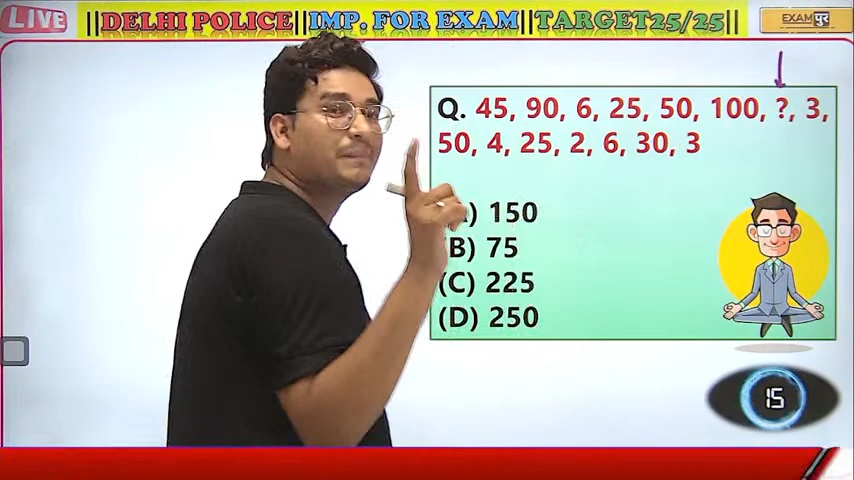 LIVE
||DELHI POLICE||IMP. FOR EXAM||TARGET25/25||
EXAM पुर
Q. 45, 90, 6, 25, 50, 100, ?, 3,
50, 4, 25, 2, 6, 30, 3
) 150
(B) 75
(C) 225
(D) 250
15